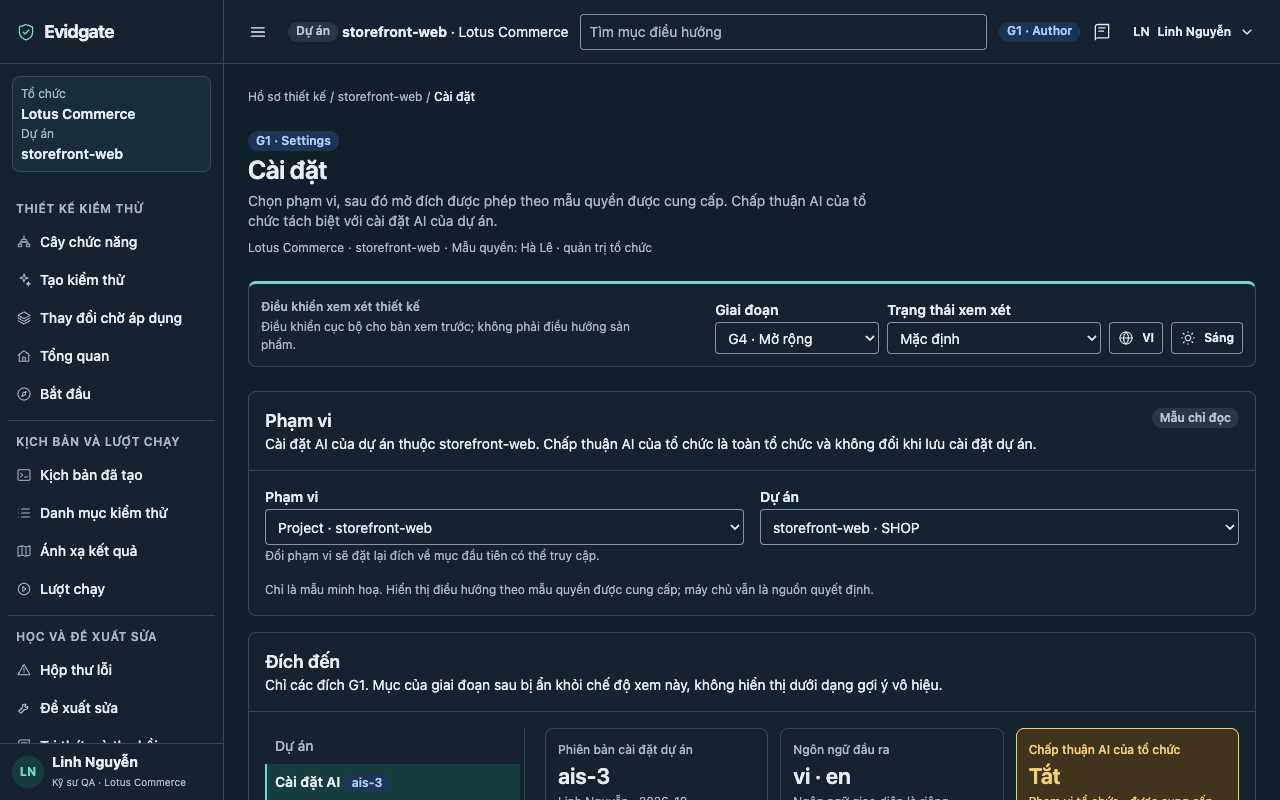 Evidgate
Dự án storefront-web · Lotus Commerce
Tìm mục điều hướng
G1 · Author
LN Linh Nguyễn
Tổ chức
Lotus Commerce
Dự án
storefront-web
THIẾT KẾ KIỂM THỬ
Cây chức năng
Tạo kiểm thử
Thay đổi chờ áp dụng
Tổng quan
Bắt đầu
KỊCH BẢN VÀ LƯỢT CHẠY
Kịch bản đã tạo
Danh mục kiểm thử
Ánh xạ kết quả
Lượt chạy
HỌC VÀ ĐỀ XUẤT SỬA
Hộp thư lỗi
Đề xuất sửa
LN
Linh Nguyễn
Kỹ sư QA · Lotus Commerce
Hồ sơ thiết kế / storefront-web / Cài đặt
G1 · Settings
Cài đặt
Chọn phạm vi, sau đó mở đích được phép theo mẫu quyền được cung cấp. Chấp thuận AI của tổ
chức tách biệt với cài đặt AI của dự án.
Lotus Commerce · storefront-web · Mẫu quyền: Hà Lê · quản trị tổ chức
Điều khiển xem xét thiết kế
Điều khiển cục bộ cho bản xem trước; không phải điều hướng sản
phẩm.
Giai đoạn
G4 · Mở rộng
Trạng thái xem xét
Mặc định
VI
Sáng
Phạm vi
Mẫu chỉ đọc
Cài đặt AI của dự án thuộc storefront-web. Chấp thuận AI của tổ chức là toàn tổ chức và không đổi khi lưu cài đặt dự án.
Phạm vi
Project · storefront-web
Đổi phạm vi sẽ đặt lại đích về mục đầu tiên có thể truy cập.
Dự án
storefront-web · SHOP
Chỉ là mẫu minh hoạ. Hiển thị điều hướng theo mẫu quyền được cung cấp; máy chủ vẫn là nguồn quyết định.
Đích đến
Chỉ các đích G1. Mục của giai đoạn sau bị ẩn khỏi chế độ xem này, không hiển thị dưới dạng gợi ý vô hiệu.
Dự án
Cài đặt AI ais-3
Phiên bản cài đặt dự án
ais-3
Ngôn ngữ đầu ra
vi · en
Chấp thuận AI của tổ chức
Tắt